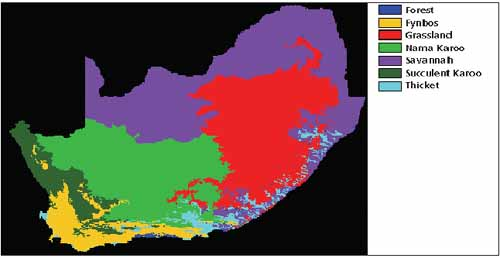 Forest
Fynbos
Grassland
Nama Karoo
Savannah
Succulent Karoo
Thicket